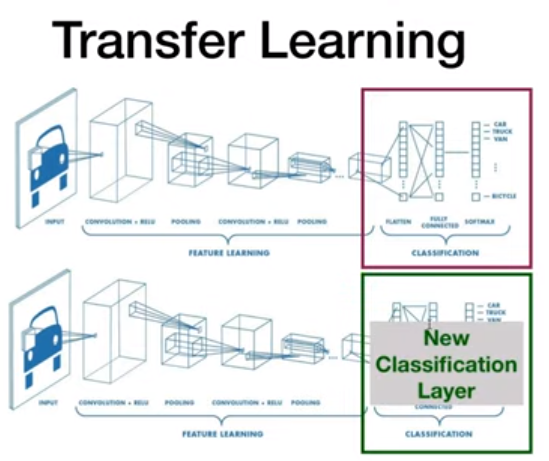 Transfer Learning
CAR
TRUCK
VAN
BICYCLE
INPUT CONVOLUTION + RELU POOLING CONVOLUTION + RELU POOLING FLATTEN FULLY CONNECTED SOFTMAX
FEATURE LEARNING CLASSIFICATION
CAR
TRUCK
VAN
New
Classification
Layer
INPUT CONVOLUTION + RELU POOLING CONVOLUTION + RELU POOLING CONNECTED
FEATURE LEARNING CLASSIFICATION